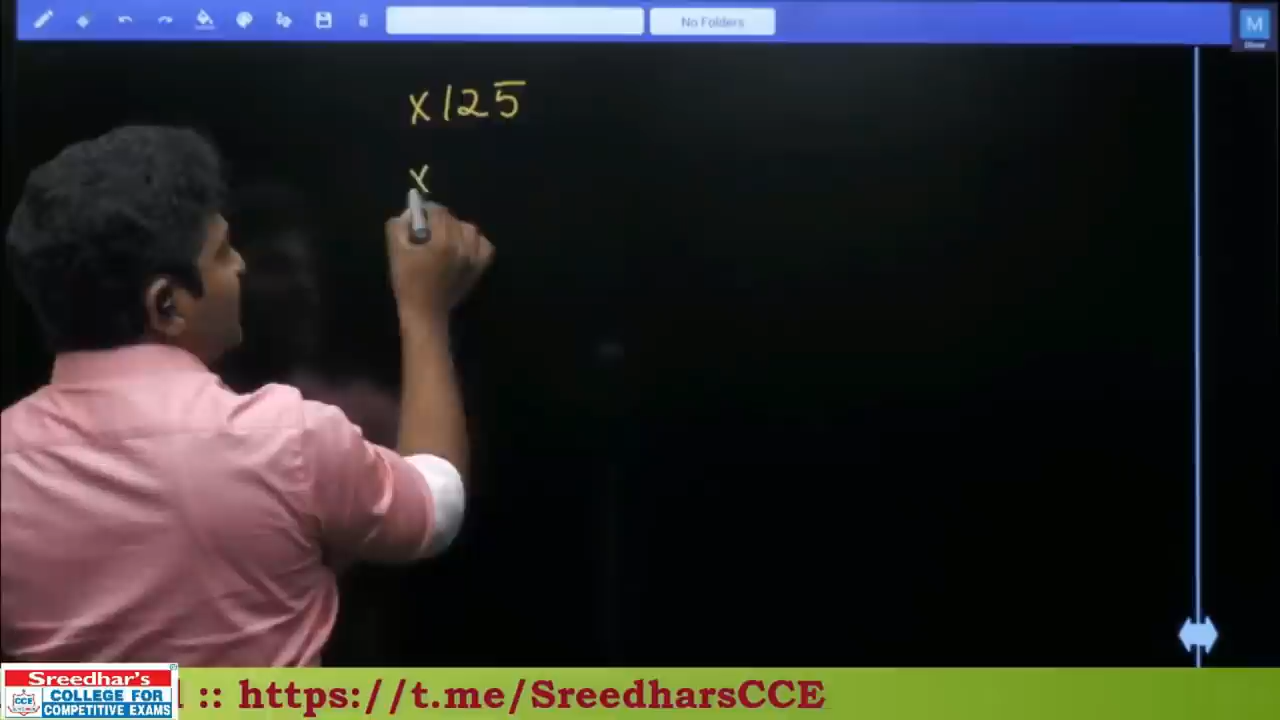 No Folders
M
x125
x
Sreedhar's
CCE
COLLEGE FOR
COMPETITIVE EXAMS
:: https://t.me/SreedharsCCE